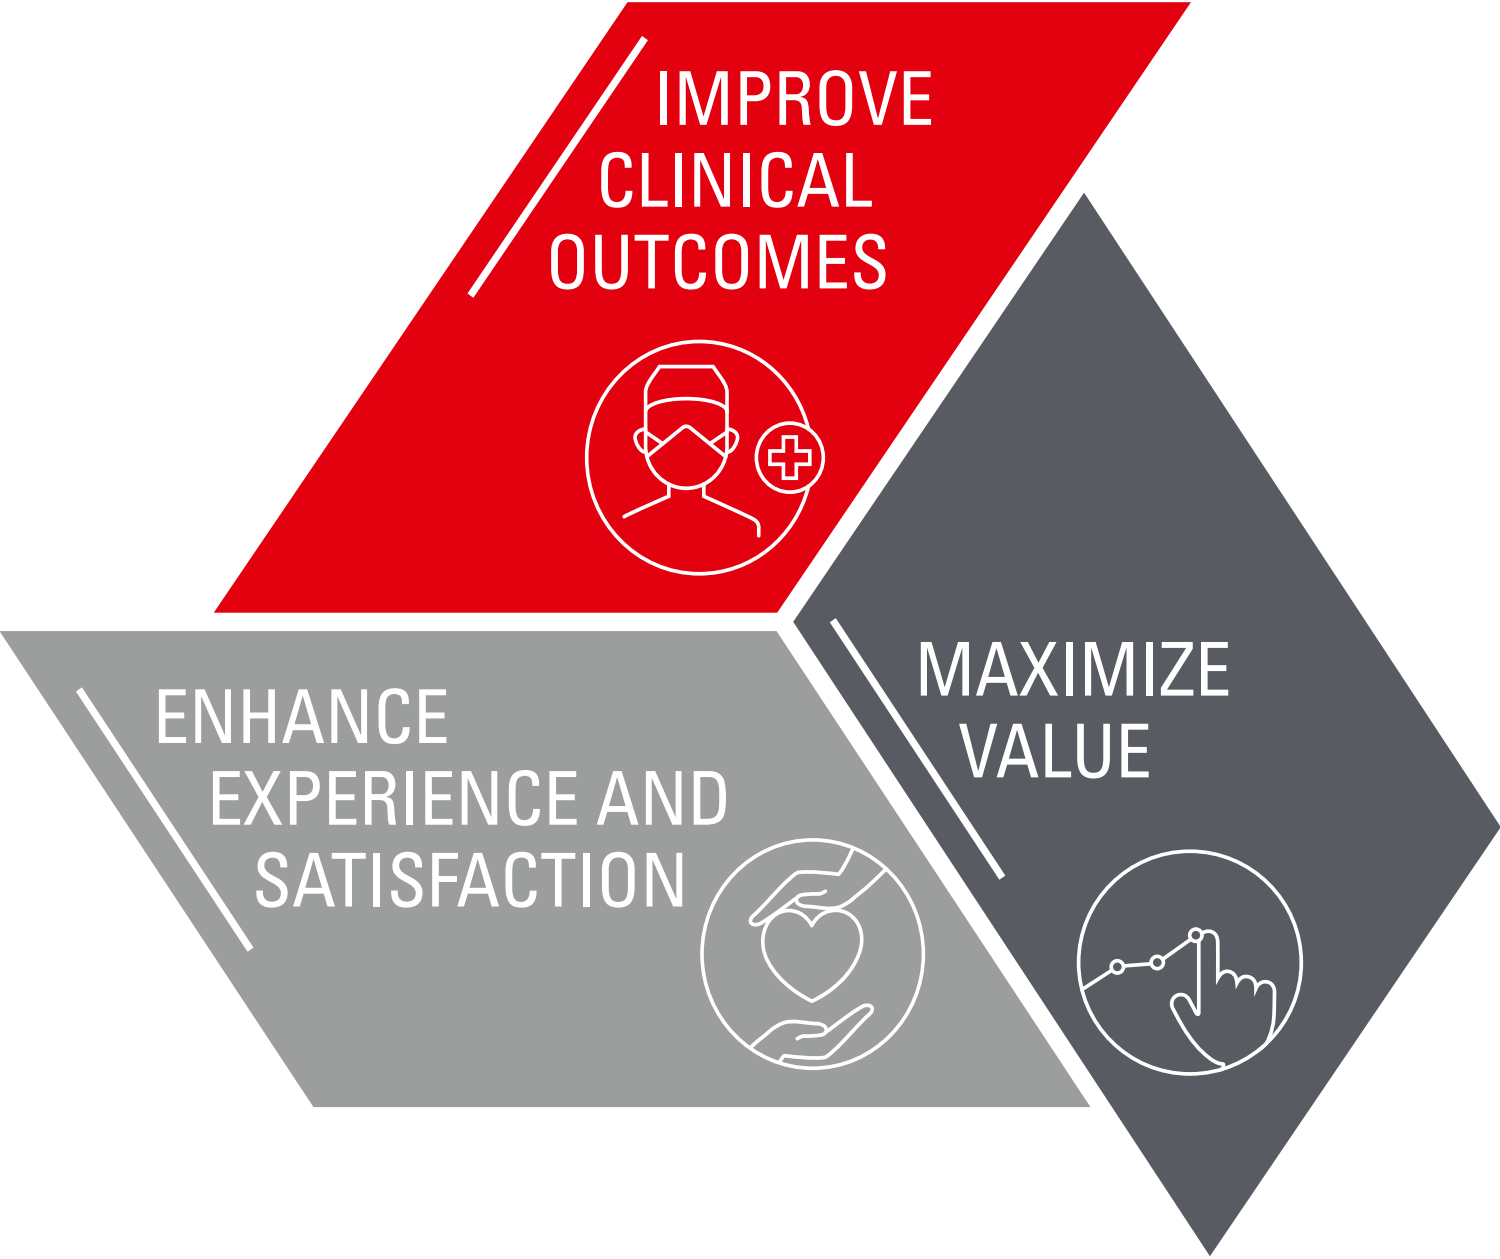 IMPROVE
CLINICAL
OUTCOMES
MAXIMIZE
VALUE
ENHANCE
EXPERIENCE AND
SATISFACTION